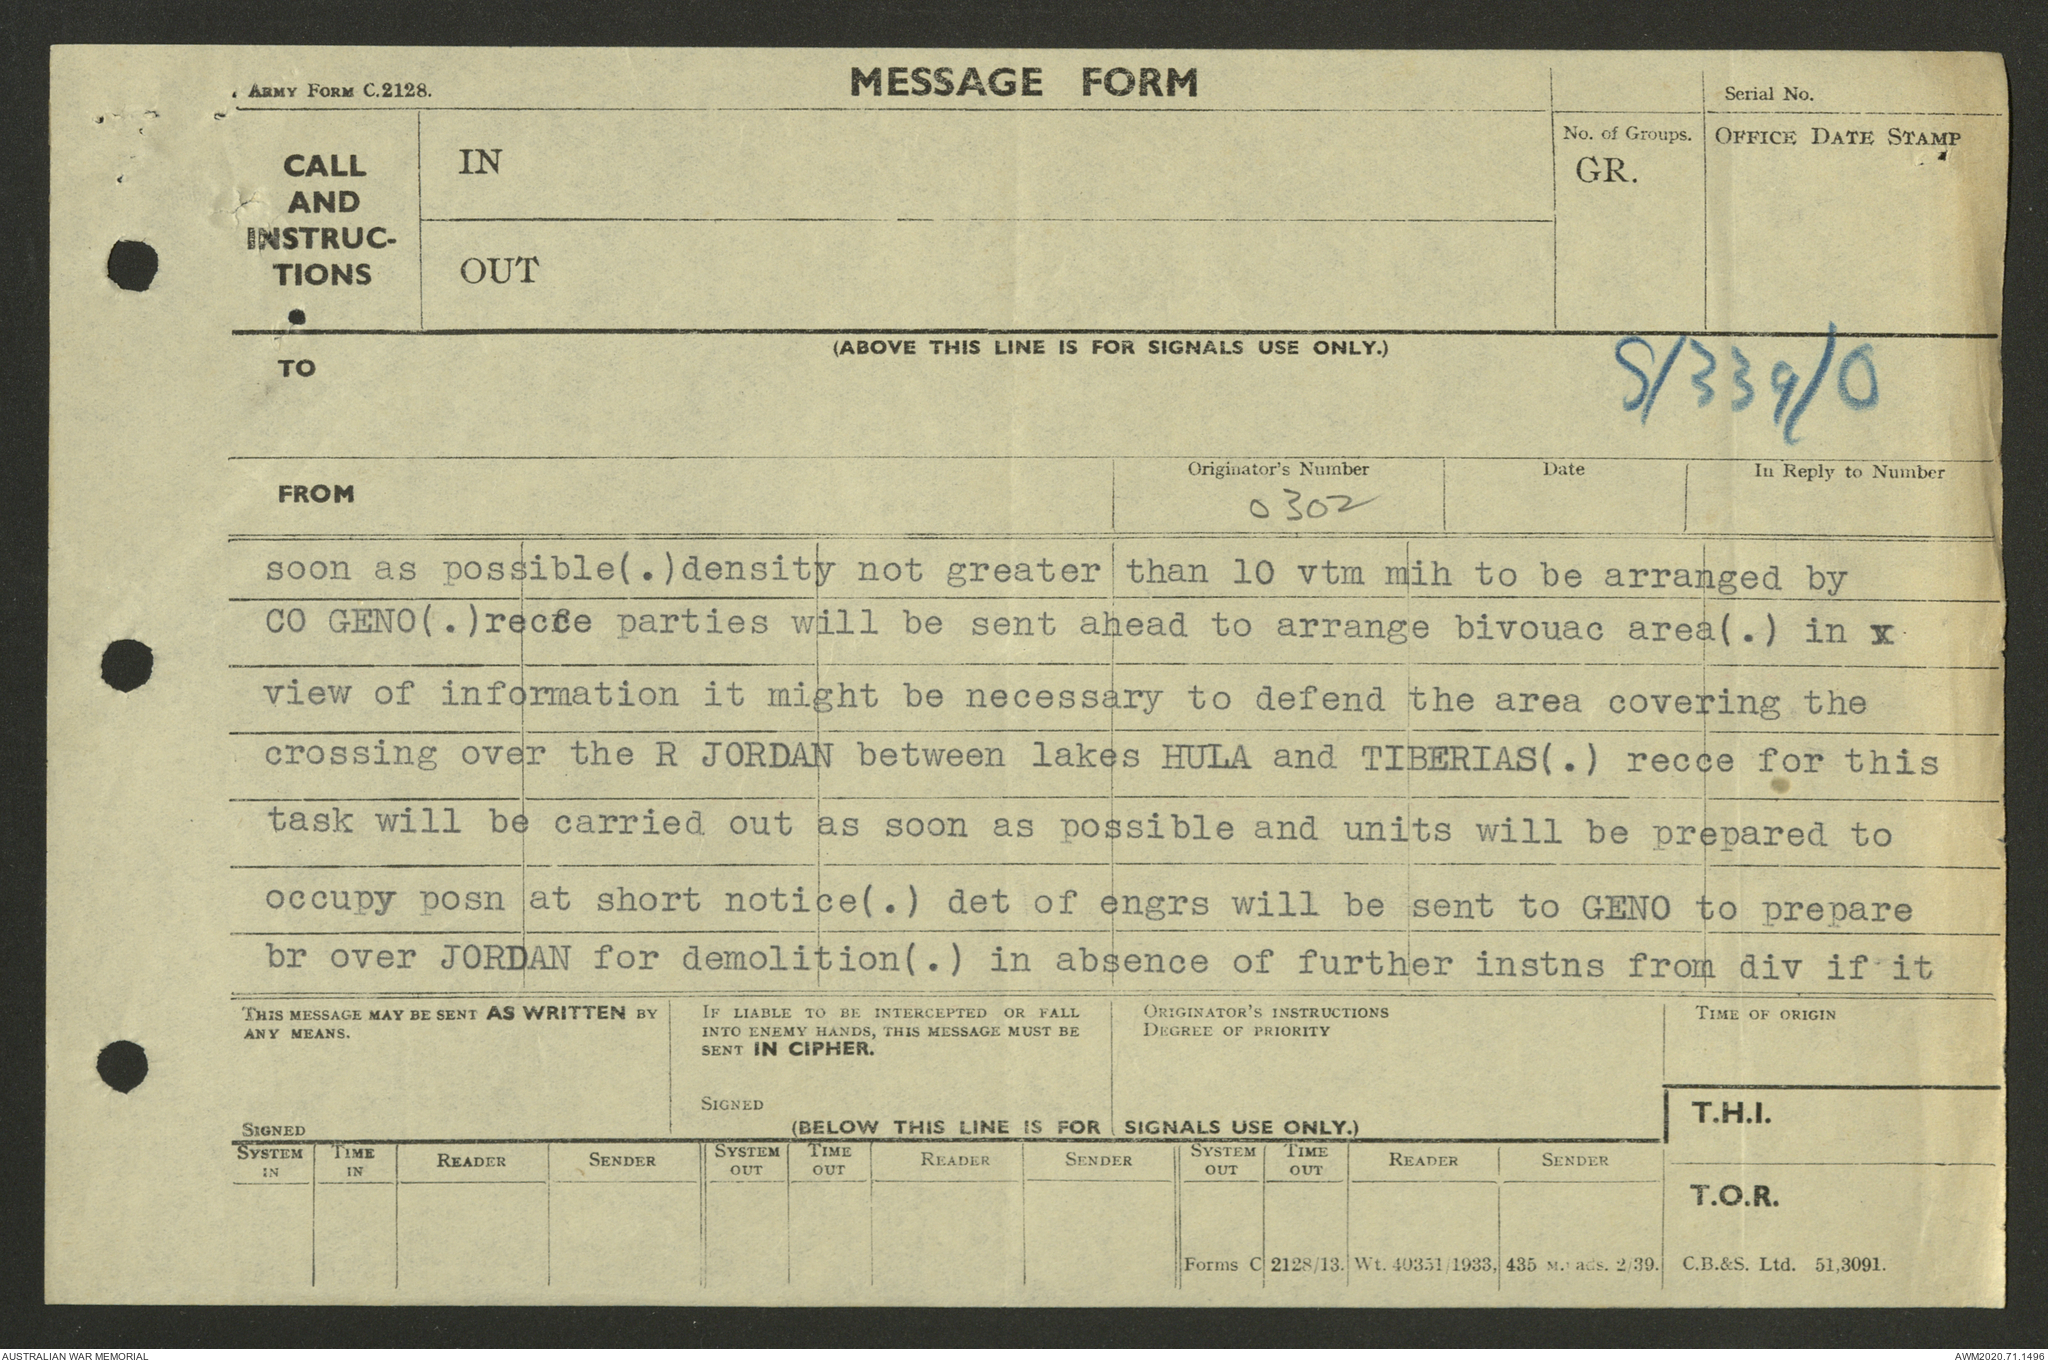 Army Form C.2128.
MESSAGE FORM
Serial No.
CALL
AND
INSTRUC-
TIONS
IN
No. of Groups.
GR.
OFFICE DATE STAMP
OUT
(ABOVE THIS LINE IS FOR SIGNALS USE ONLY.)
TO
S/339/O
FROM
Originator's Number
0302
Date
In Reply to Number
soon as possible(.)density not greater than 10 vtm mih to be arranged by
CO GENO(.)recce parties will be sent ahead to arrange bivouac area(.) in x
view of information it might be necessary to defend the area covering the
crossing over the R JORDAN between lakes HULA and TIBERIAS(.) recce for this
task will be carried out as soon as possible and units will be prepared to
occupy posn at short notice(.) det of engrs will be sent to GENO to prepare
br over JORDAN for demolition(.) in absence of further instns from div if it
THIS MESSAGE MAY BE SENT AS WRITTEN BY
ANY MEANS.
SIGNED
IF LIABLE TO BE INTERCEPTED OR FALL
INTO ENEMY HANDS, THIS MESSAGE MUST BE
SENT IN CIPHER.
SIGNED
ORIGINATOR'S INSTRUCTIONS
DEGREE OF PRIORITY
TIME OF ORIGIN
(BELOW THIS LINE IS FOR SIGNALS USE ONLY.)
T.H.I.
SYSTEM IN
TIME IN
READER
SENDER
SYSTEM OUT
TIME OUT
READER
SENDER
SYSTEM OUT
TIME OUT
READER
SENDER
T.O.R.
Forms C 2128/13. Wt. 40351/1933, 435 M. ads. 2/39. C.B.&S. Ltd. 51,3091.
AUSTRALIAN WAR MEMORIAL
AWM2020.71.1496